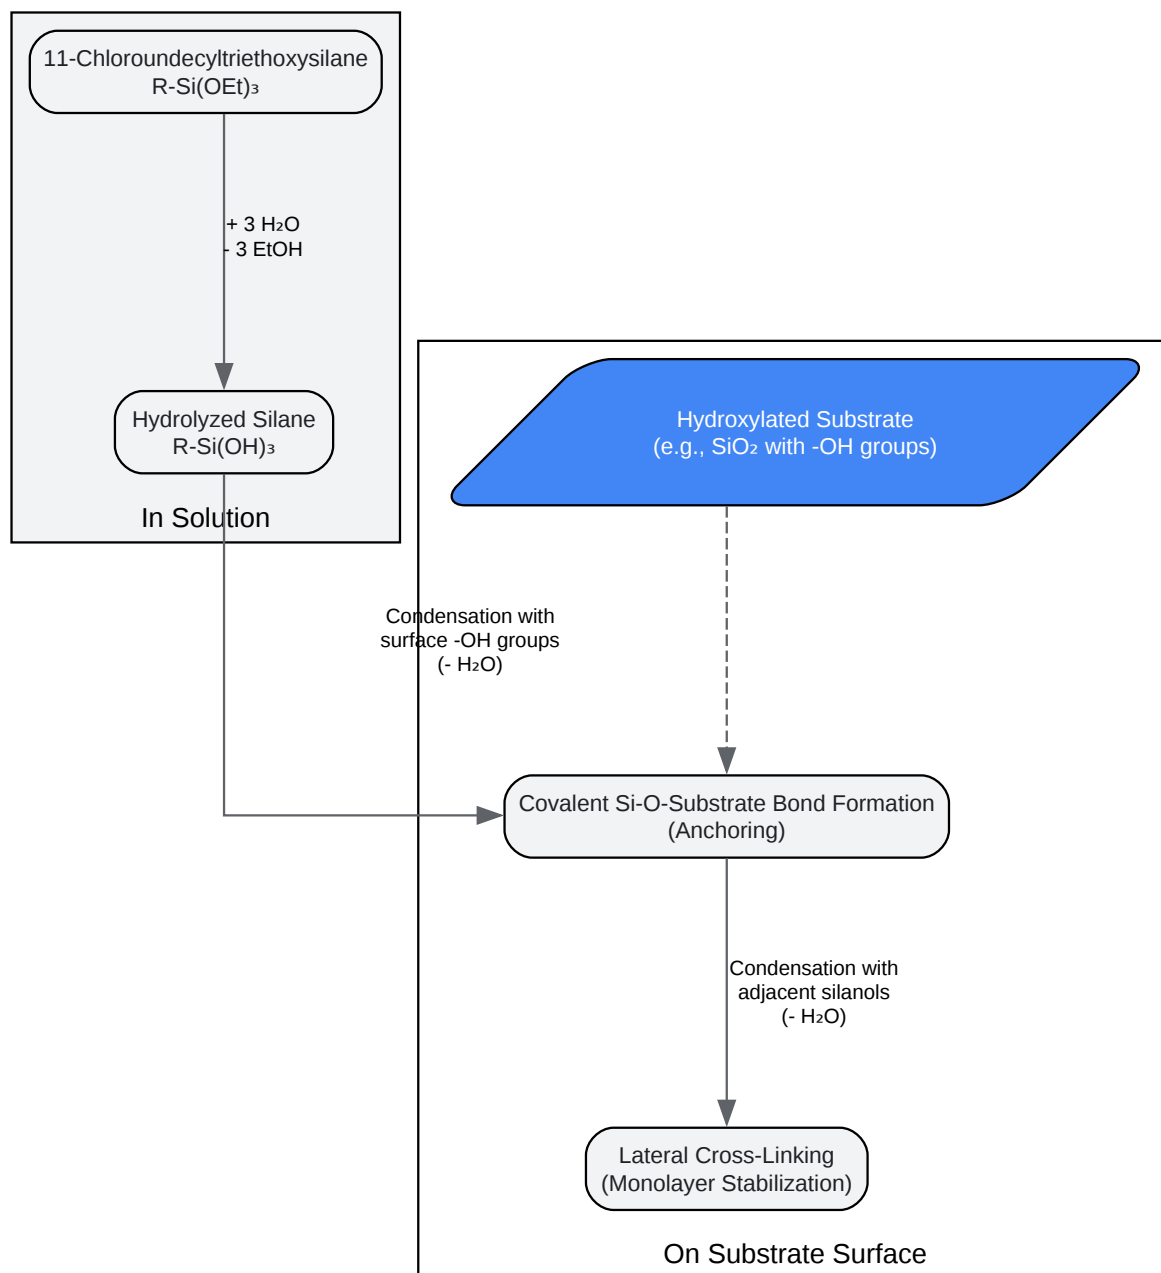 11-Chloroundecyltriethoxysilane
R-Si(OEt)₃
+ 3 H₂O
- 3 EtOH
Hydrolyzed Silane
R-Si(OH)₃
In Solution
Hydroxylated Substrate
(e.g., SiO₂ with -OH groups)
Condensation with
surface -OH groups
(- H₂O)
Covalent Si-O-Substrate Bond Formation
(Anchoring)
Condensation with
adjacent silanols
(- H₂O)
Lateral Cross-Linking
(Monolayer Stabilization)
On Substrate Surface